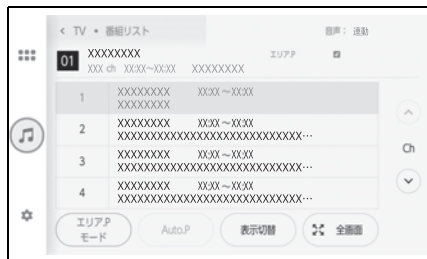 < TV • 番組リスト 音声： 連動
01 XXXXXXXX エリアP
XXX ch XX:XX～XX:XX XXXXXXXX
1 XXXXXXXX XX:XX～XX:XX
XXXXXXXX
2 XXXXXXXX XX:XX～XX:XX
XXXXXXXXXXXXXXXXXXXXXXXXXXXX…
3 XXXXXXXX XX:XX～XX:XX
XXXXXXXXXXXXXXXXXXXXXXXXXXXX…
Ch
4 XXXXXXXX XX:XX～XX:XX
XXXXXXXXXXXXXXXXXXXXXXXXXXXX…
エリアP
モード
Auto.P 表示切替 全画面